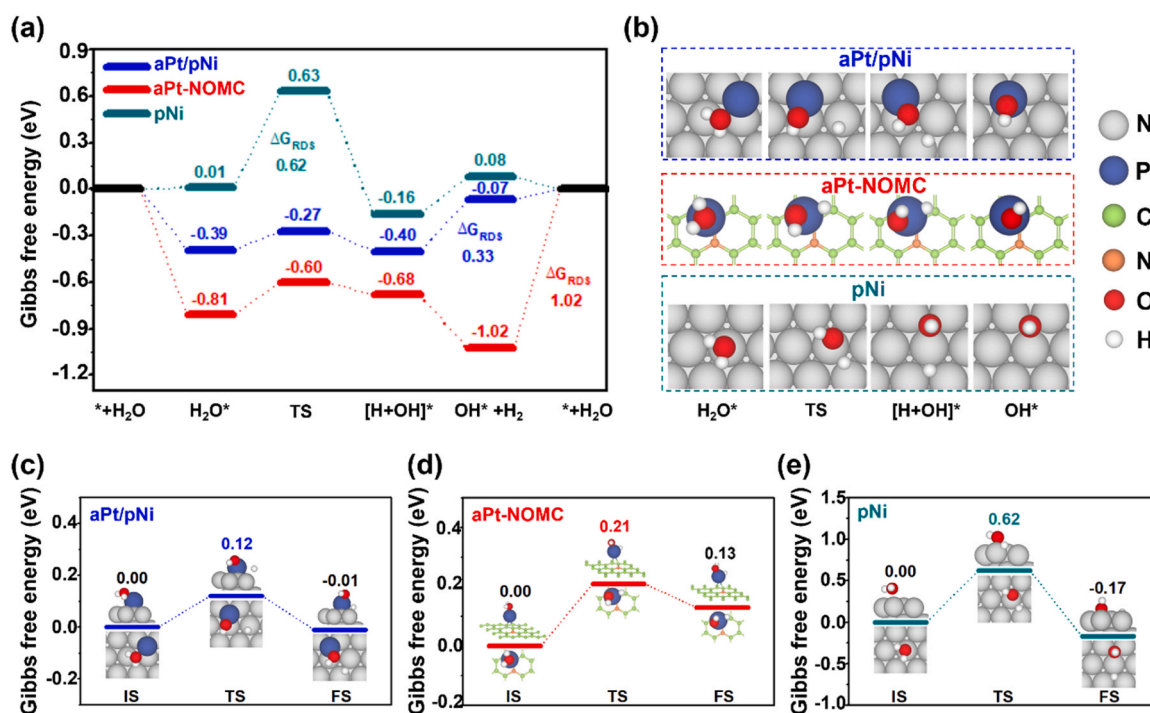 (a)
Gibbs free energy (eV)
0.9
0.6
0.3
0.0
-0.3
-0.6
-0.9
-1.2
aPt/pNi
aPt-NOMC
pNi
0.63
ΔG_RDS
0.62
0.01
-0.16
0.08
-0.07
-0.39
-0.27
-0.40
ΔG_RDS
0.33
-0.81
-0.60
-0.68
-1.02
ΔG_RDS
1.02
*+H₂O
H₂O*
TS
[H+OH]*
OH* +H₂
*+H₂O
(b)
aPt/pNi
aPt-NOMC
pNi
H₂O*
TS
[H+OH]*
OH*
N
P
C
N
O
H
(c)
Gibbs free energy (eV)
0.4
0.2
0.0
-0.2
aPt/pNi
0.00
0.12
-0.01
IS
TS
FS
(d)
Gibbs free energy (eV)
0.4
0.2
0.0
-0.2
aPt-NOMC
0.00
0.21
0.13
IS
TS
FS
(e)
Gibbs free energy (eV)
1.5
1.0
0.5
0.0
-0.5
-1.0
pNi
0.00
0.62
-0.17
IS
TS
FS